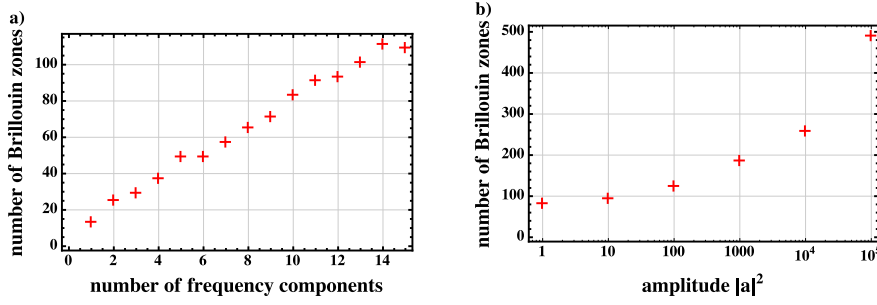 a)
number of Brillouin zones
100
80
60
40
20
0
0 2 4 6 8 10 12 14
number of frequency components
b)
number of Brillouin zones
500
400
300
200
100
0
1 10 100 1000 10⁴ 10⁵
amplitude |a|²